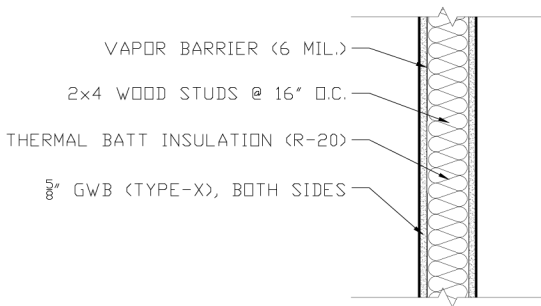 VAPOR BARRIER (6 MIL.)
2x4 WOOD STUDS @ 16" O.C.
THERMAL BATT INSULATION (R-20)
5/8" GWB (TYPE-X), BOTH SIDES